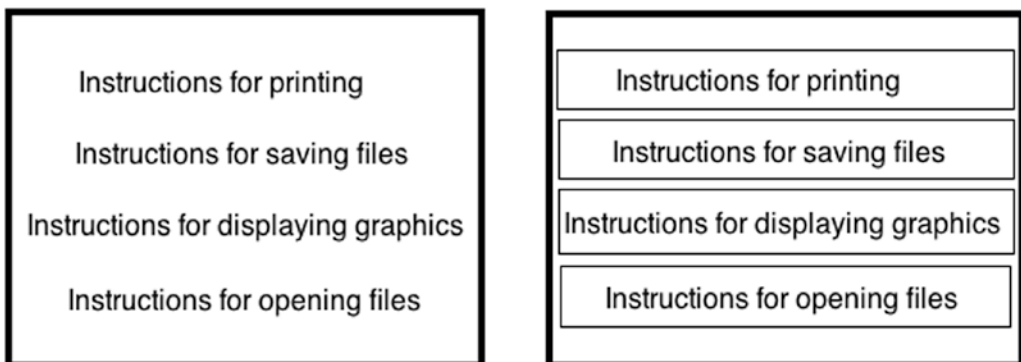 Instructions for printing
Instructions for saving files
Instructions for displaying graphics
Instructions for opening files
Instructions for printing
Instructions for saving files
Instructions for displaying graphics
Instructions for opening files